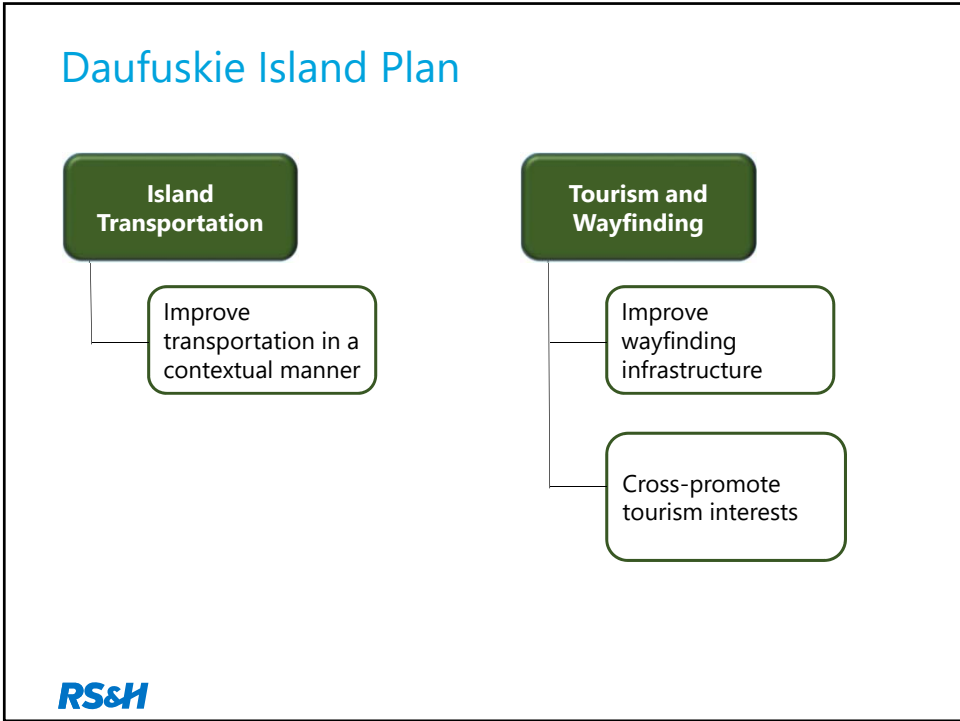 Daufuskie Island Plan
Island
Transportation
Improve
transportation in a
contextual manner
Tourism and
Wayfinding
Improve
wayfinding
infrastructure
Cross-promote
tourism interests
RS&H